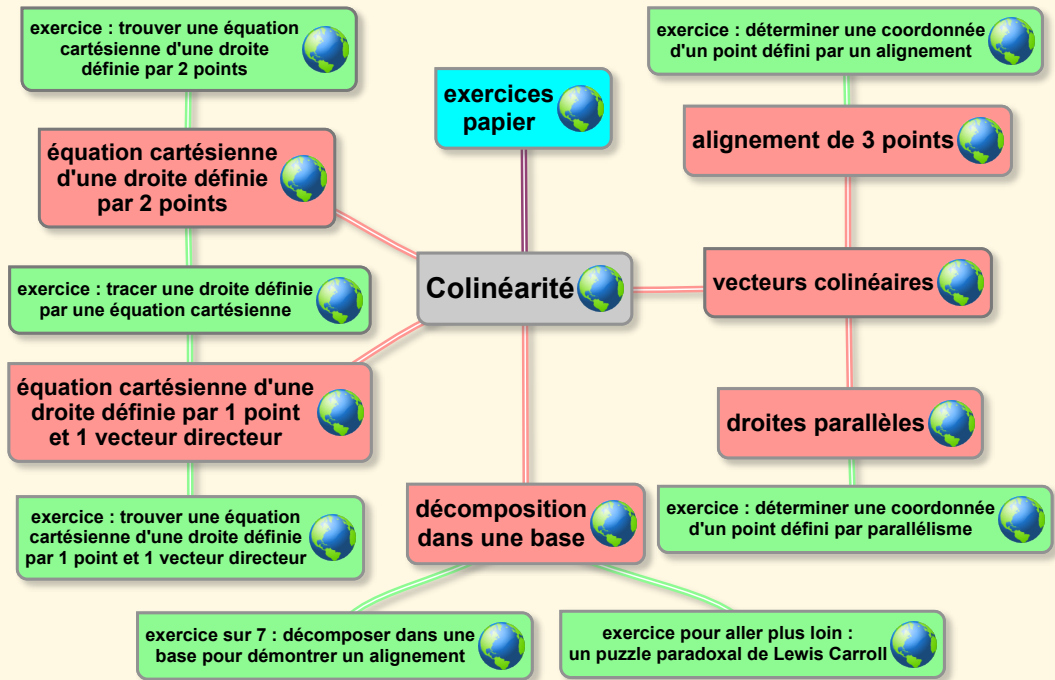 exercice : trouver une équation
cartésienne d'une droite
définie par 2 points
exercice : déterminer une coordonnée
d'un point défini par un alignement
exercices
papier
équation cartésienne
d'une droite définie
par 2 points
alignement de 3 points
Colinéarité
vecteurs colinéaires
exercice : tracer une droite définie
par une équation cartésienne
équation cartésienne d'une
droite définie par 1 point
et 1 vecteur directeur
droites parallèles
exercice : trouver une équation
cartésienne d'une droite définie
par 1 point et 1 vecteur directeur
décomposition
dans une base
exercice : déterminer une coordonnée
d'un point défini par parallélisme
exercice sur 7 : décomposer dans une
base pour démontrer un alignement
exercice pour aller plus loin :
un puzzle paradoxal de Lewis Carroll